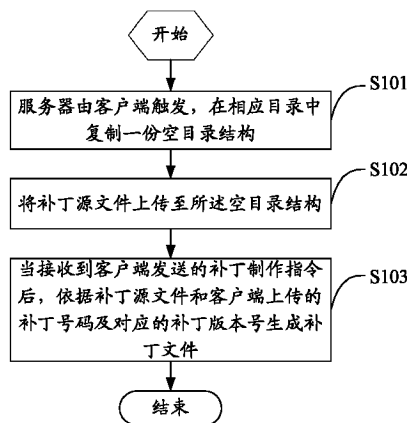 开始
S101
服务器由客户端触发，在相应目录中
复制一份空目录结构
S102
将补丁源文件上传至所述空目录结构
S103
当接收到客户端发送的补丁制作指令
后，依据补丁源文件和客户端上传的
补丁号码及对应的补丁版本号生成补
丁文件
结束